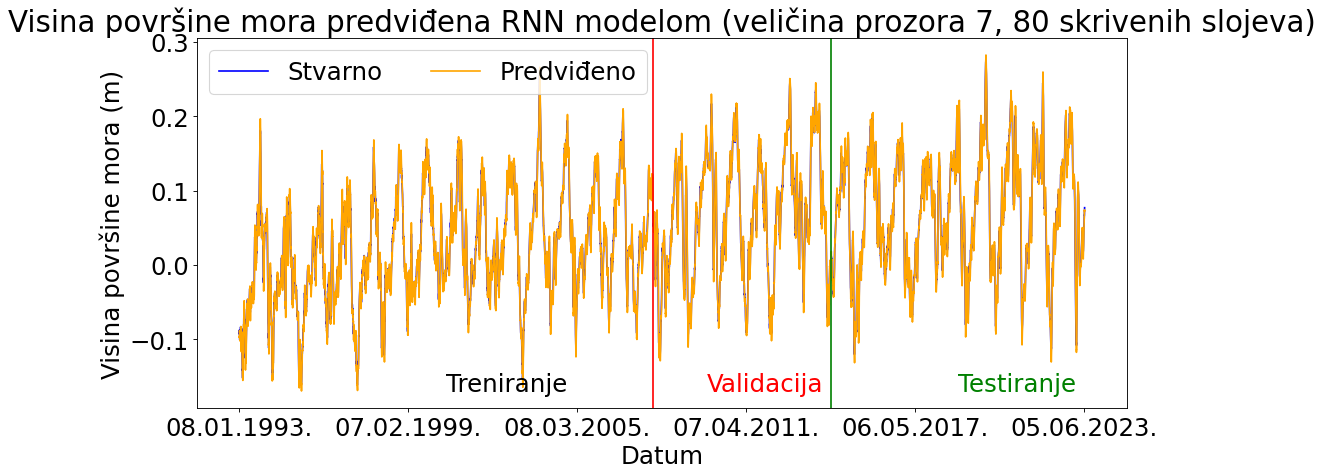 Visina površine mora predviđena RNN modelom (veličina prozora 7, 80 skrivenih slojeva)
Stvarno Predviđeno
Visina površine mora (m)
0.3
0.2
0.1
0.0
−0.1
Treniranje Validacija Testiranje
08.01.1993. 07.02.1999. 08.03.2005. 07.04.2011. 06.05.2017. 05.06.2023.
Datum